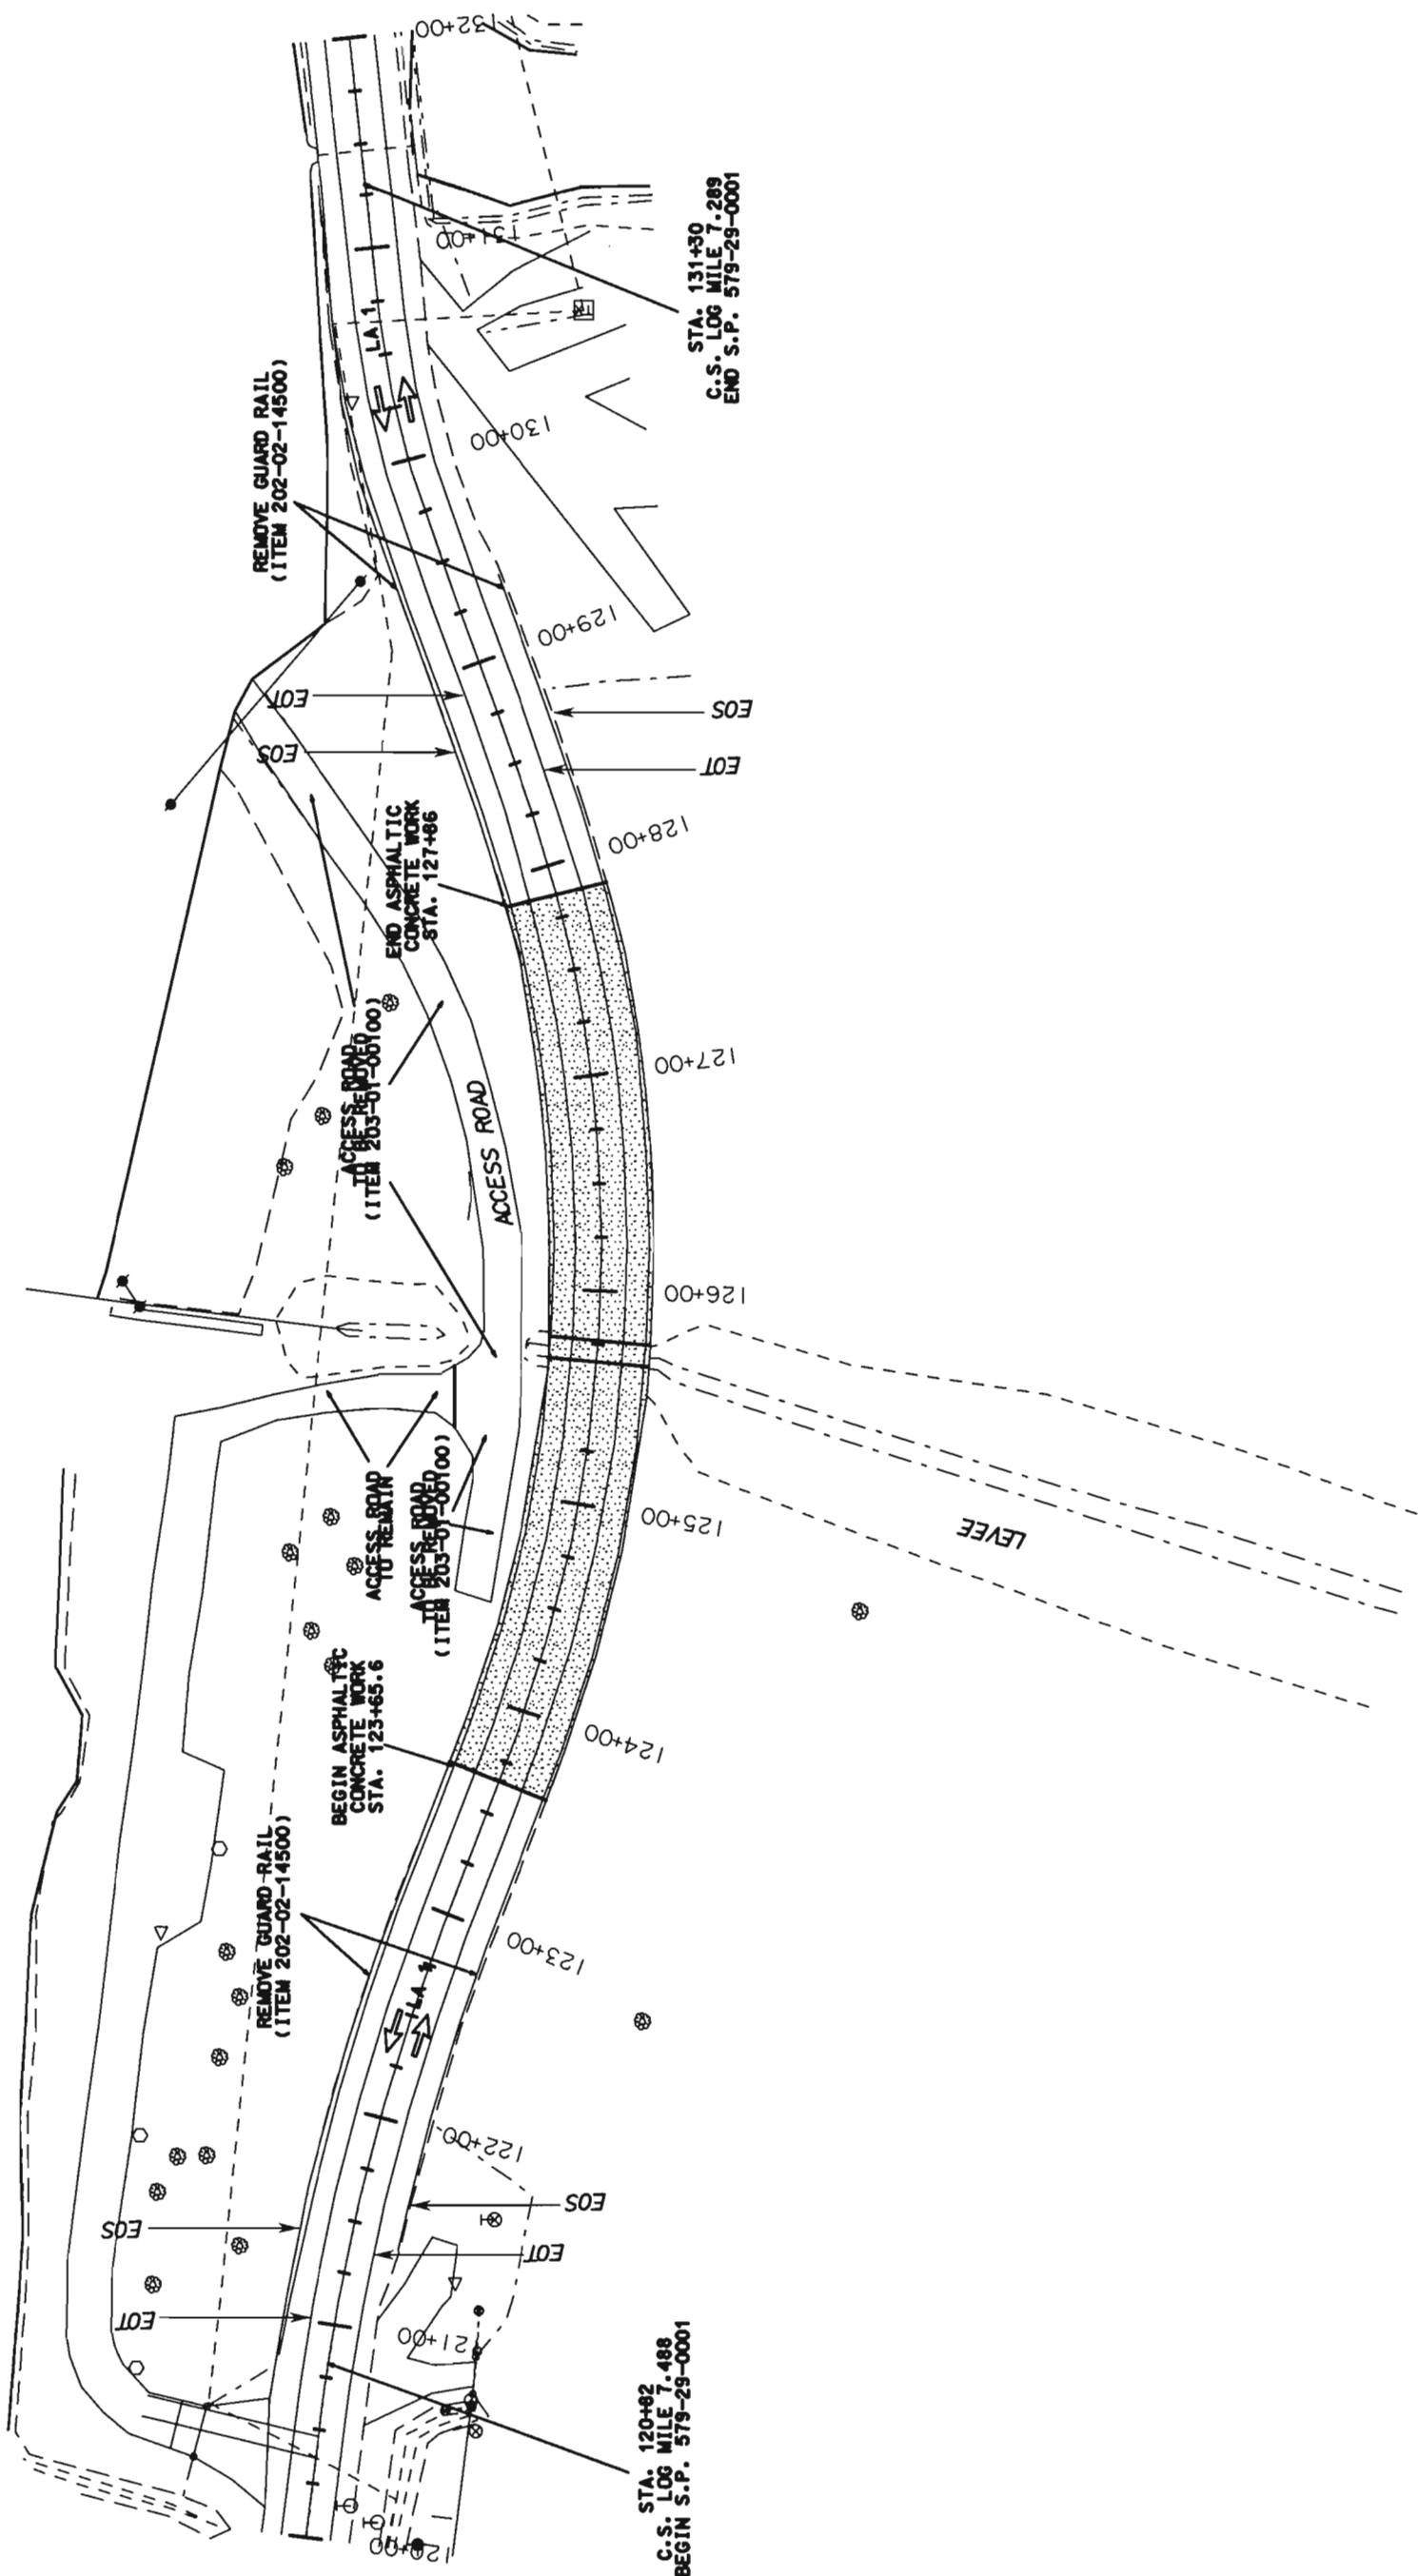 132+00
STA. 131+30
C.S. LOG MILE 7.289
END S.P. 579-29-0001
131+00
LA 1
REMOVE GUARD RAIL
(ITEM 202-02-14500)
130+00
129+00
EOT
EOS
EOS
EOT
128+00
END ASPHALTIC
CONCRETE WORK
STA. 127+86
127+00
ACCESS ROAD
TO BE REMOVED
(ITEM 203-01-00100)
ACCESS ROAD
126+00
ACCESS ROAD
TO REMAIN
ACCESS ROAD
TO BE REMOVED
(ITEM 203-01-00100)
125+00
LEVEE
BEGIN ASPHALTIC
CONCRETE WORK
STA. 123+65.6
124+00
REMOVE GUARD RAIL
(ITEM 202-02-14500)
123+00
LA 1
122+00
EOS
EOS
EOT
EOT
121+00
STA. 120+82
C.S. LOG MILE 7.488
BEGIN S.P. 579-29-0001
120+00